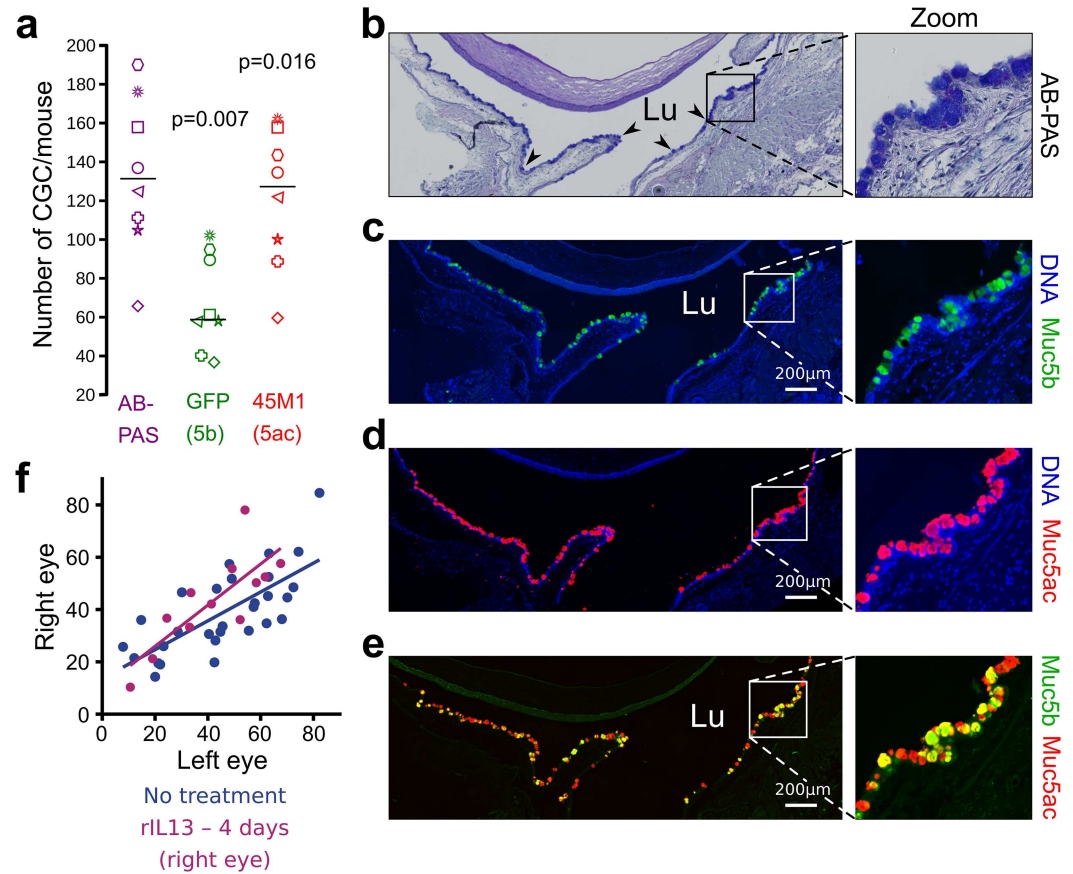 a
200
180
160
140
120
100
80
60
40
20
Number of CGC/mouse
p=0.007
p=0.016
AB-
PAS
GFP
(5b)
45M1
(5ac)
b
Zoom
Lu
AB-PAS
c
Lu
200µm
DNA Muc5b
d
200µm
DNA Muc5ac
e
Lu
200µm
Muc5b Muc5ac
f
80
60
40
20
0
Right eye
0 20 40 60 80
Left eye
No treatment
rIL13 – 4 days
(right eye)